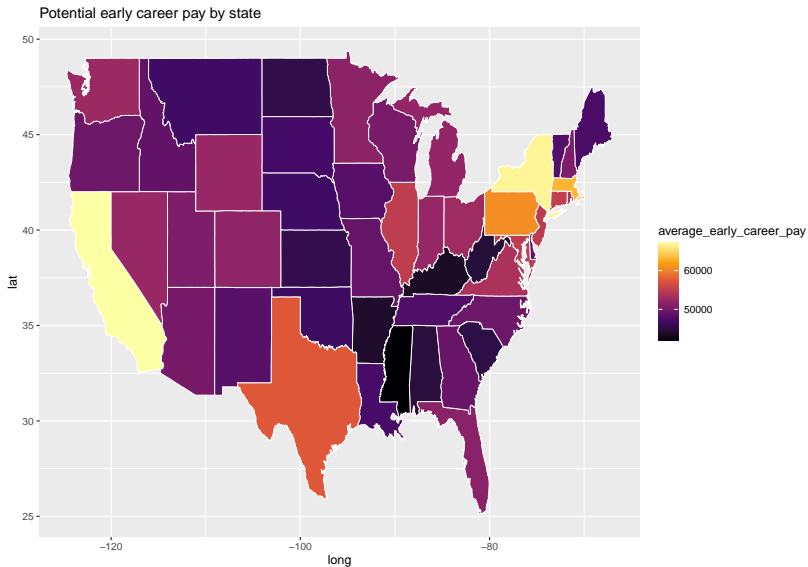 Potential early career pay by state
50
45
40
35
30
25
lat
−120
−100
−80
long
average_early_career_pay
60000
50000